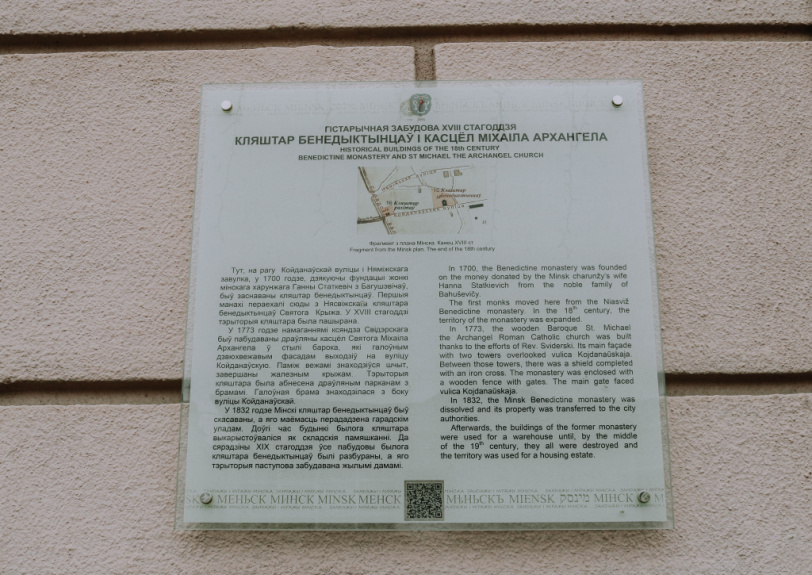 ГІСТАРЫЧНАЯ ЗАБУДОВА XVIII СТАГОДДЗЯ
КЛЯШТАР БЕНЕДЫКТЫНЦАЎ І КАСЦЁЛ МІХАІЛА АРХАНГЕЛА
HISTORICAL BUILDINGS OF THE 18th CENTURY
BENEDICTINE MONASTERY AND ST MICHAEL THE ARCHANGEL CHURCH
Фрагмент з плана Мінска. Канец XVIII ст
Fragment from the Minsk plan. The end of the 18th century
Тут, на рагу Койданаўскай вуліцы і Няміжскага
завулка, у 1700 годзе, дзякуючы фундацыі жонкі
мінскага харунжага Ганны Статкевіч з Багушэвічаў,
быў заснаваны кляштар бенедыктынцаў. Першыя
манахі пераехалі сюды з Нясвіжскага кляштара
бенедыктынцаў Святога Крыжа. У XVIII стагоддзі
тэрыторыя кляштара была пашырана.
У 1773 годзе намаганнямі ксяндза Свідэрскага
быў пабудаваны драўляны касцёл Святога Міхаіла
Архангела ў стылі барока, які галоўным
двзюхвежавым фасадам выходзіў на вуліцу
Койданаўскую. Паміж вежамі знаходзіўся шчыт,
завершаны жалезным крыжам. Тэрыторыя
кляштара была абнесена драўляным парканам з
брамамі. Галоўная брама знаходзілася з боку
вуліцы Койданаўскай.
У 1832 годзе Мінскі кляштар бенедыктынцаў быў
скасаваны, а яго маёмасць перададзена гарадскім
уладам. Доўгі час будынкі былога кляштара
выкарыстоўваліся як складскія памяшканні. Да
сярэдзіны XIX стагоддзя ўсе пабудовы былога
кляштара бенедыктынцаў былі разбураны, а яго
тэрыторыя паступова забудавана жылымі дамамі.
In 1700, the Benedictine monastery was founded
on the money donated by the Minsk charunžy's wife
Hanna Statkievich from the noble family of
Bahuševičy.
The first monks moved here from the Niasviž
Benedictine monastery. In the 18th century, the
territory of the monastery was expanded.
In 1773, the wooden Baroque St. Michael
the Archangel Roman Catholic church was built
thanks to the efforts of Rev. Sviderski. Its main façade
with two towers overlooked vulica Kojdanaŭskaja.
Between those towers, there was a shield completed
with an iron cross. The monastery was enclosed with
a wooden fence with gates. The main gate faced
vulica Kojdanaŭskaja.
In 1832, the Minsk Benedictine monastery was
dissolved and its property was transferred to the city
authorities.
Afterwards, the buildings of the former monastery
were used for a warehouse until, by the middle
of the 19th century, they all were destroyed and
the territory was used for a housing estate.
МЕНЬСК МІНСК MINSK МЕНСК МЪНЬСКЪ MIENSK מינסק МІНСК